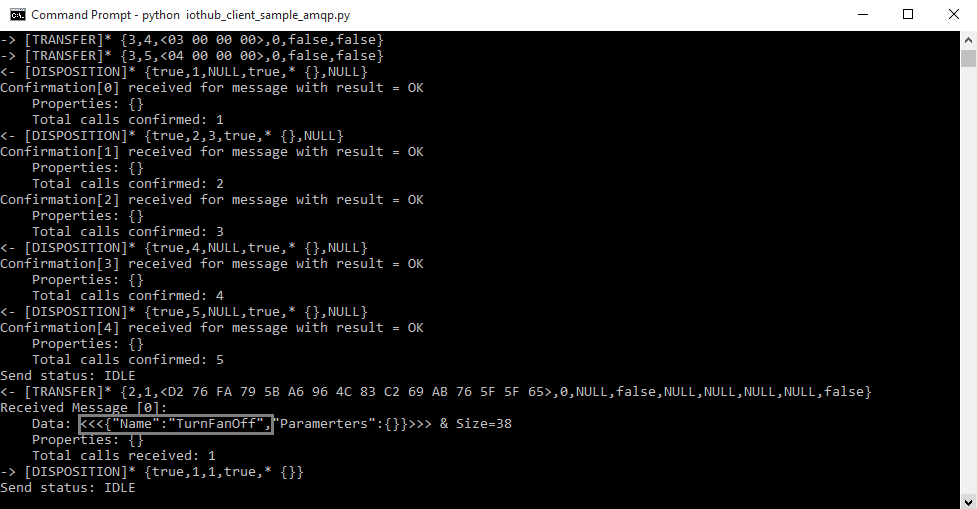 Command Prompt - python  iothub_client_sample_amqp.py
-> [TRANSFER]* {3,4,<03 00 00 00>,0,false,false}
-> [TRANSFER]* {3,5,<04 00 00 00>,0,false,false}
<- [DISPOSITION]* {true,1,NULL,true,* {},NULL}
Confirmation[0] received for message with result = OK
    Properties: {}
    Total calls confirmed: 1
<- [DISPOSITION]* {true,2,3,true,* {},NULL}
Confirmation[1] received for message with result = OK
    Properties: {}
    Total calls confirmed: 2
Confirmation[2] received for message with result = OK
    Properties: {}
    Total calls confirmed: 3
<- [DISPOSITION]* {true,4,NULL,true,* {},NULL}
Confirmation[3] received for message with result = OK
    Properties: {}
    Total calls confirmed: 4
<- [DISPOSITION]* {true,5,NULL,true,* {},NULL}
Confirmation[4] received for message with result = OK
    Properties: {}
    Total calls confirmed: 5
Send status: IDLE
<- [TRANSFER]* {2,1,<D2 76 FA 79 5B A6 96 4C 83 C2 69 AB 76 5F 5F 65>,0,NULL,false,NULL,NULL,NULL,NULL,false}
Received Message [0]:
    Data: <<<{"Name":"TurnFanOff","Paramerters":{}}>>> & Size=38
    Properties: {}
    Total calls received: 1
-> [DISPOSITION]* {true,1,1,true,* {}}
Send status: IDLE